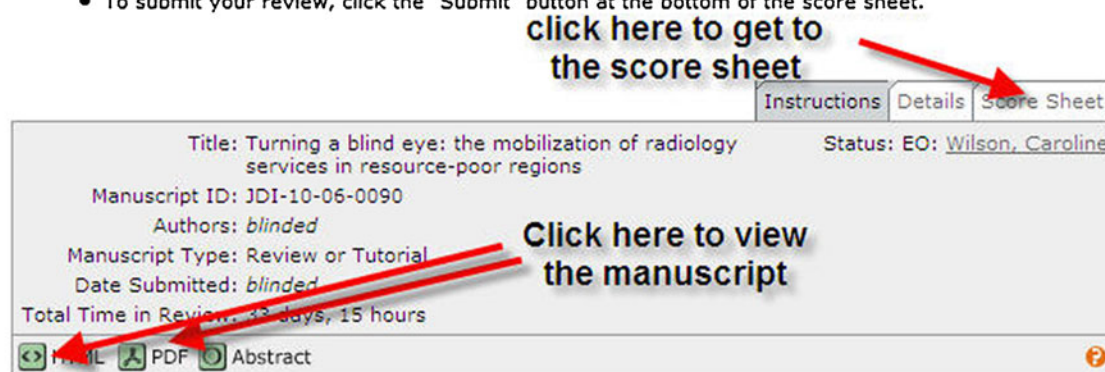 • To submit your review, click the "Submit" button at the bottom of the score sheet.
click here to get to
the score sheet
Instructions Details Score Sheet
Title: Turning a blind eye: the mobilization of radiology
services in resource-poor regions
Status: EO: Wilson, Caroline
Manuscript ID: JDI-10-06-0090
Authors: blinded
Manuscript Type: Review or Tutorial
Click here to view
the manuscript
Date Submitted: blinded
Total Time in Review: 33 days, 15 hours
HTML PDF Abstract